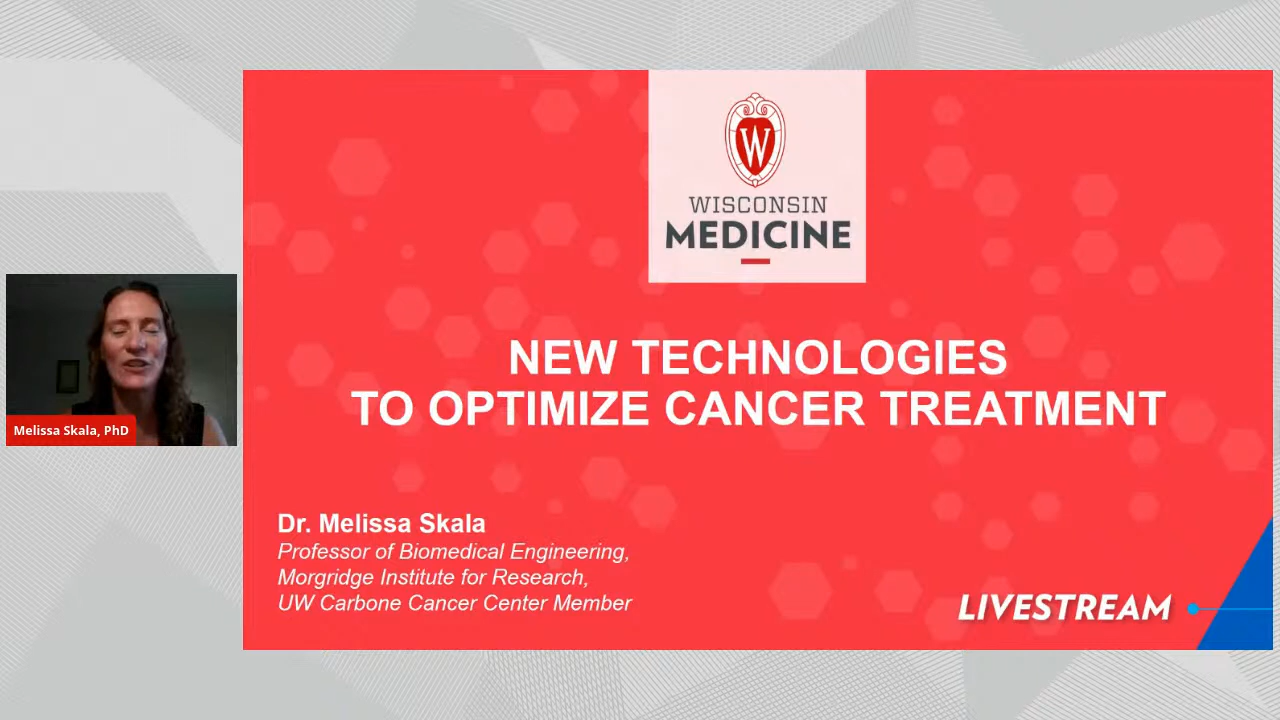 W
WISCONSIN
MEDICINE
NEW TECHNOLOGIES
TO OPTIMIZE CANCER TREATMENT
Melissa Skala, PhD
Dr. Melissa Skala
Professor of Biomedical Engineering,
Morgridge Institute for Research,
UW Carbone Cancer Center Member
LIVESTREAM